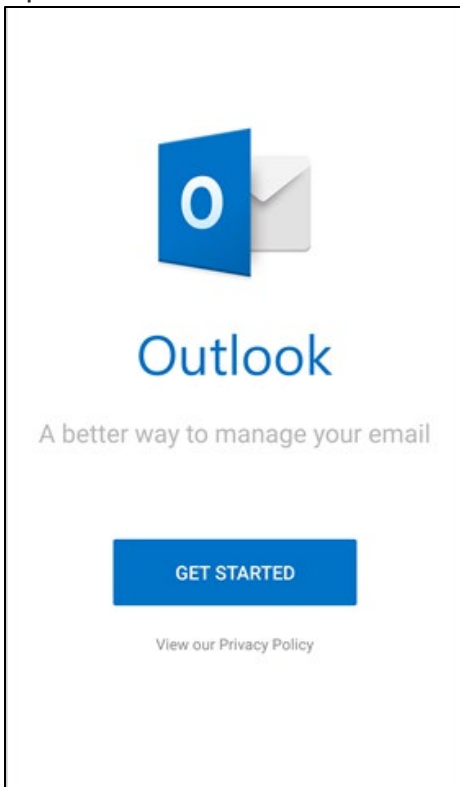 O
Outlook
A better way to manage your email
GET STARTED
View our Privacy Policy